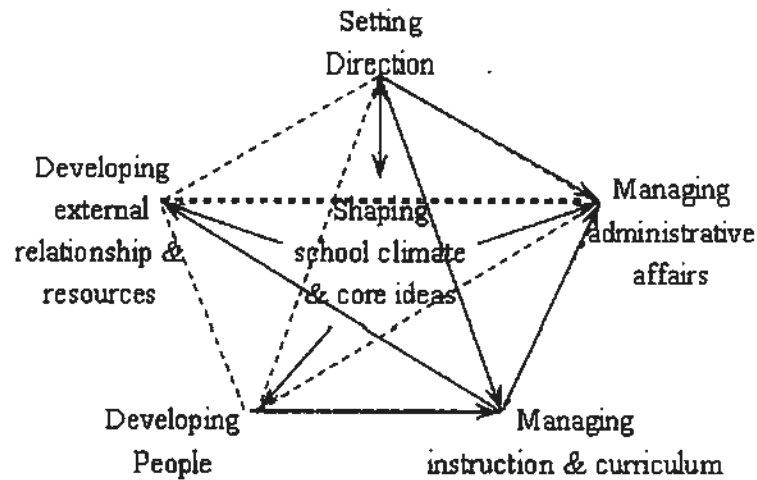 Setting
Direction
Developing
external
relationship &
resources
Shaping
school climate
& core ideas
Managing
administrative
affairs
Developing
People
Managing
instruction & curriculum